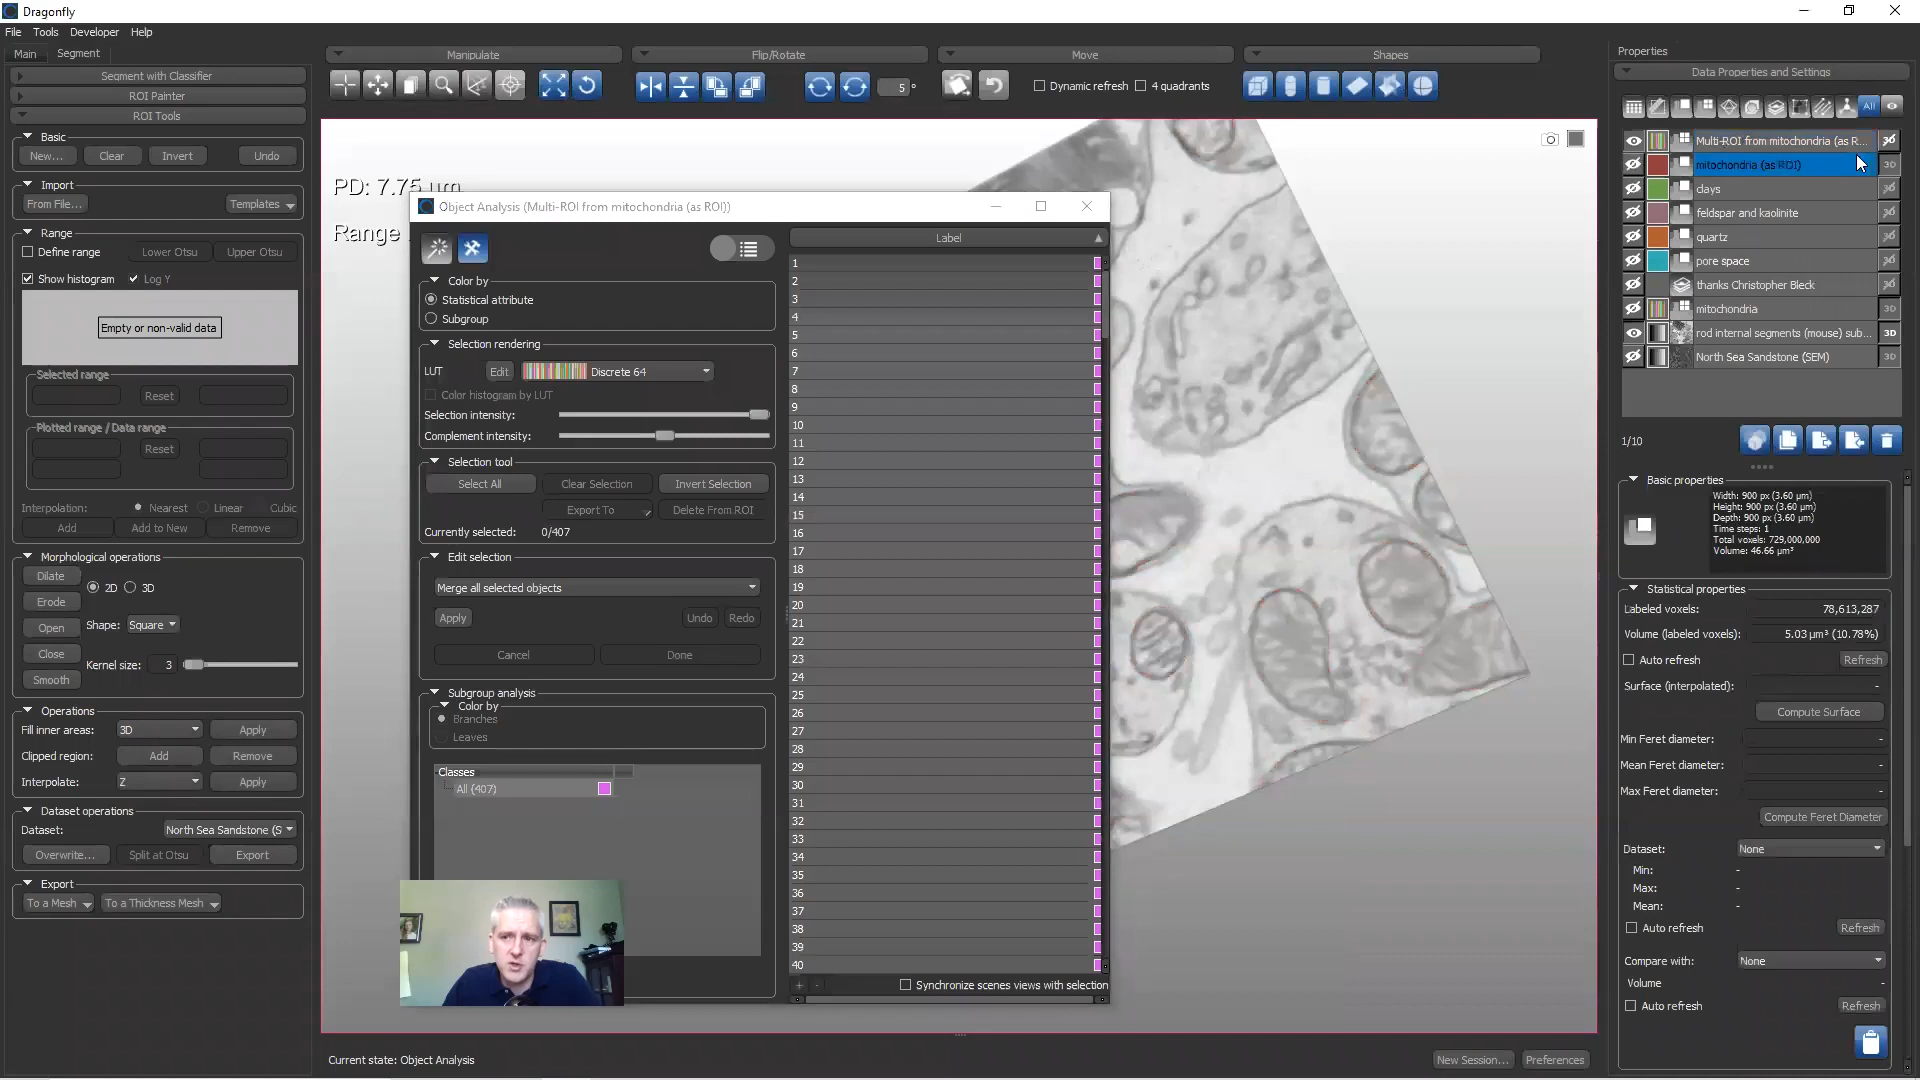 Dragonfly
File Tools Developer Help
Main Segment
Segment with Classifier
ROI Painter
ROI Tools
Basic
New... Clear Invert Undo
Import
From File... Templates
Range
Define range Lower Otsu Upper Otsu
Show histogram Log Y
Empty or non-valid data
Selected range
Reset
Plotted range / Data range
Reset
Interpolation: Nearest Linear Cubic
Add Add to New Remove
Morphological operations
Dilate
2D 3D
Erode
Open
Shape: Square
Close
Kernel size: 3
Smooth
Operations
Fill inner areas: 3D Apply
Clipped region: Add Remove
Interpolate: Z Apply
Dataset operations
Dataset: North Sea Sandstone (S
Overwrite... Split at Otsu Export
Export
To a Mesh To a Thickness Mesh
Manipulate Flip/Rotate Move Shapes
5 °
Dynamic refresh 4 quadrants
PD: 7.75 µm
Range
Object Analysis (Multi-ROI from mitochondria (as ROI))
Color by
Statistical attribute
Subgroup
Selection rendering
LUT Edit Discrete 64
Color histogram by LUT
Selection intensity:
Complement intensity:
Selection tool
Select All Clear Selection Invert Selection
Export To Delete From ROI
Currently selected: 0/407
Edit selection
Merge all selected objects
Apply Undo Redo
Cancel Done
Subgroup analysis
Color by
Branches
Leaves
Classes
All (407)
Label
1
2
3
4
5
6
7
8
9
10
11
12
13
14
15
16
17
18
19
20
21
22
23
24
25
26
27
28
29
30
31
32
33
34
35
36
37
38
39
40
+ -
Synchronize scenes views with selection
Current state: Object Analysis
New Session... Preferences
Properties
Data Properties and Settings
All
Multi-ROI from mitochondria (as R...
mitochondria (as ROI) 3D
clays
feldspar and kaolinite
quartz
pore space
thanks Christopher Bleck
mitochondria 3D
rod internal segments (mouse) sub... 3D
North Sea Sandstone (SEM) 3D
1/10
Basic properties
Width: 900 px (3.60 µm)
Height: 900 px (3.60 µm)
Depth: 900 px (3.60 µm)
Time steps: 1
Total voxels: 729,000,000
Volume: 46.66 µm³
Statistical properties
Labeled voxels: 78,613,287
Volume (labeled voxels): 5.03 µm³ (10.78%)
Auto refresh Refresh
Surface (interpolated): -
Compute Surface
Min Feret diameter: -
Mean Feret diameter: -
Max Feret diameter: -
Compute Feret Diameter
Dataset: None
Min: -
Max: -
Mean: -
Auto refresh Refresh
Compare with: None
Volume -
Auto refresh Refresh